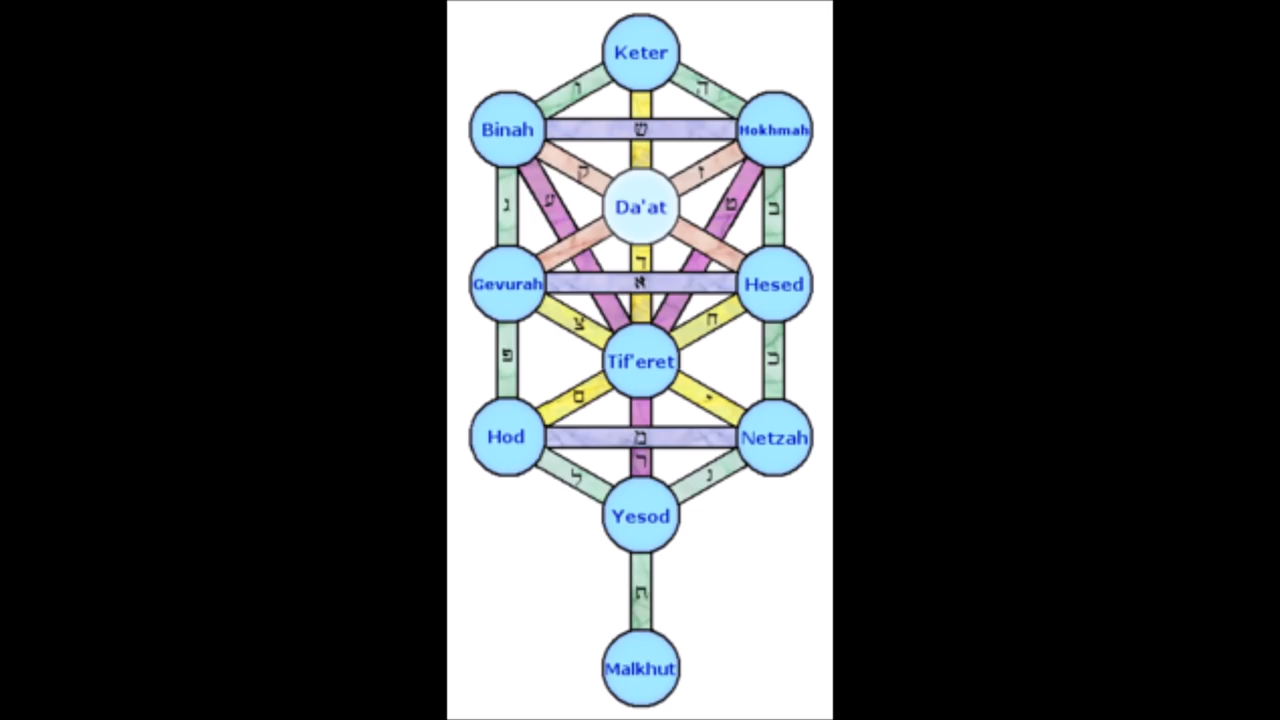 Keter
ו ה
Binah ש Hokhmah
ק ז
ג ע Da'at ט ב
ד
Gevurah א Hesed
צ ח
פ Tif'eret כ
ס י
Hod מ Netzah
ר
ל נ
Yesod
ת
Malkhut